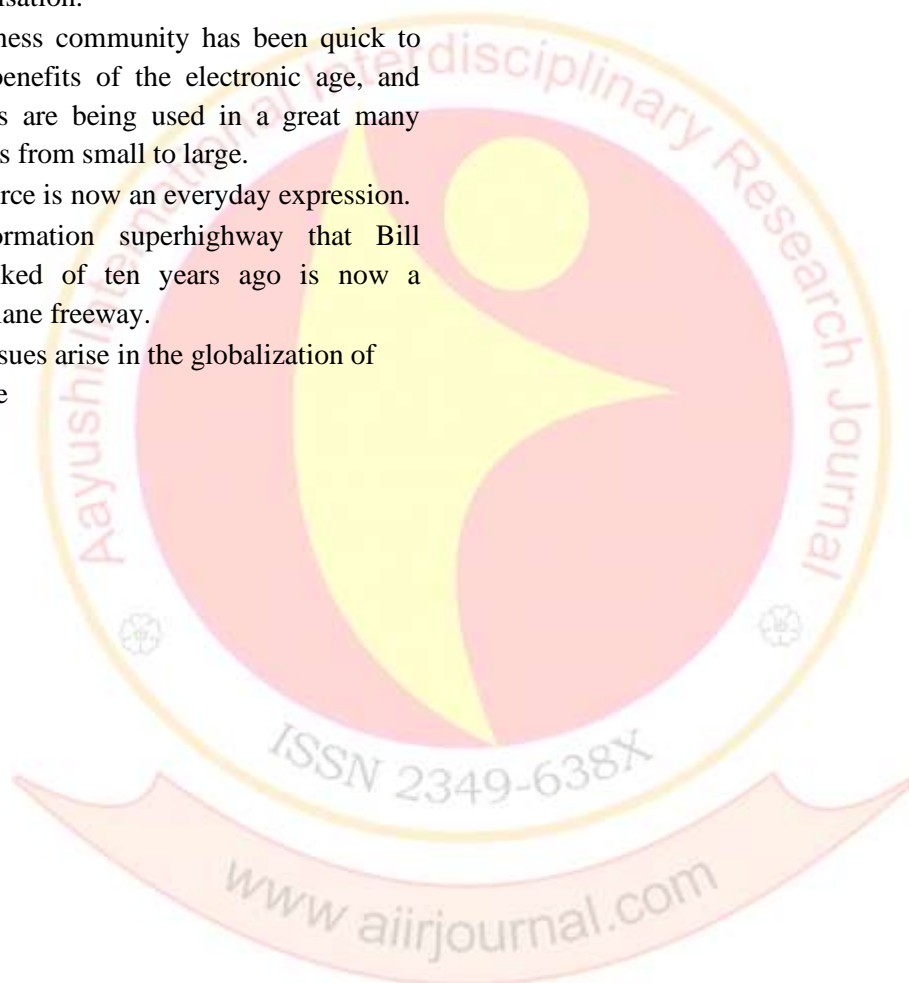 isation.
ness community has been quick to
benefits of the electronic age, and
s are being used in a great many
s from small to large.
rce is now an everyday expression.
ormation superhighway that Bill
ked of ten years ago is now a
lane freeway.
sues arise in the globalization of
e
Aayushi International Interdisciplinary Research Journal
ISSN 2349-638X
www aiirjournal.com